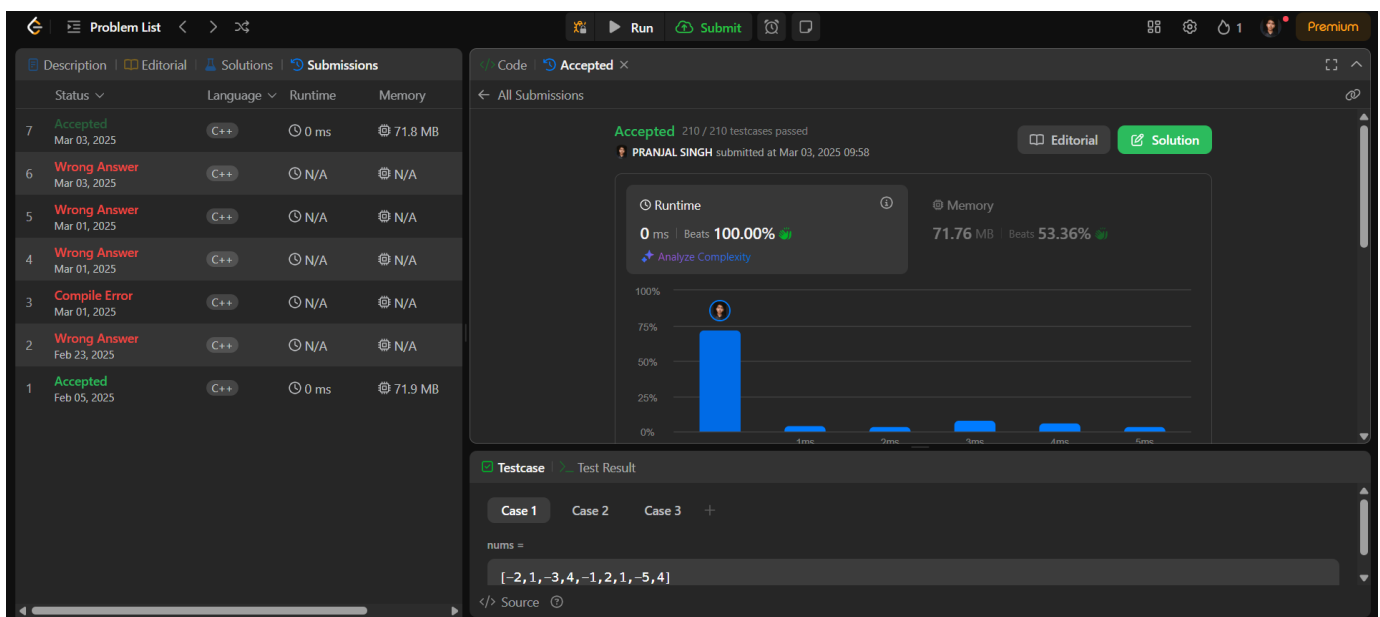 Problem List
Run
Submit
1
Premium
Description
Editorial
Solutions
Submissions
Status Language Runtime Memory
7 Accepted C++ 0 ms 71.8 MB
Mar 03, 2025
6 Wrong Answer C++ N/A N/A
Mar 03, 2025
5 Wrong Answer C++ N/A N/A
Mar 01, 2025
4 Wrong Answer C++ N/A N/A
Mar 01, 2025
3 Compile Error C++ N/A N/A
Mar 01, 2025
2 Wrong Answer C++ N/A N/A
Feb 23, 2025
1 Accepted C++ 0 ms 71.9 MB
Feb 05, 2025
</> Code
Accepted ×
← All Submissions
Accepted 210 / 210 testcases passed
PRANJAL SINGH submitted at Mar 03, 2025 09:58
Editorial
Solution
Runtime
0 ms | Beats 100.00%
Analyze Complexity
Memory
71.76 MB | Beats 53.36%
100%
75%
50%
25%
0%
1ms 2ms 3ms 4ms 5ms
Testcase
>_ Test Result
Case 1 Case 2 Case 3 +
nums =
[-2,1,-3,4,-1,2,1,-5,4]
</> Source ?